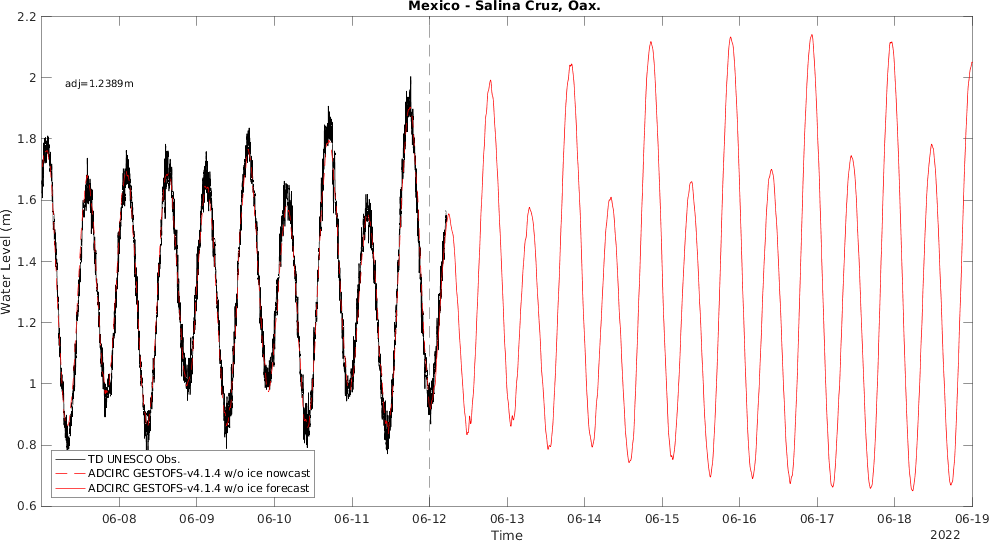 Mexico - Salina Cruz, Oax.
2.2
2
1.8
1.6
1.4
1.2
1
0.8
0.6
Water Level (m)
adj=1.2389m
TD UNESCO Obs.
ADCIRC GESTOFS-v4.1.4 w/o ice nowcast
ADCIRC GESTOFS-v4.1.4 w/o ice forecast
06-08 06-09 06-10 06-11 06-12 06-13 06-14 06-15 06-16 06-17 06-18 06-19
Time
2022